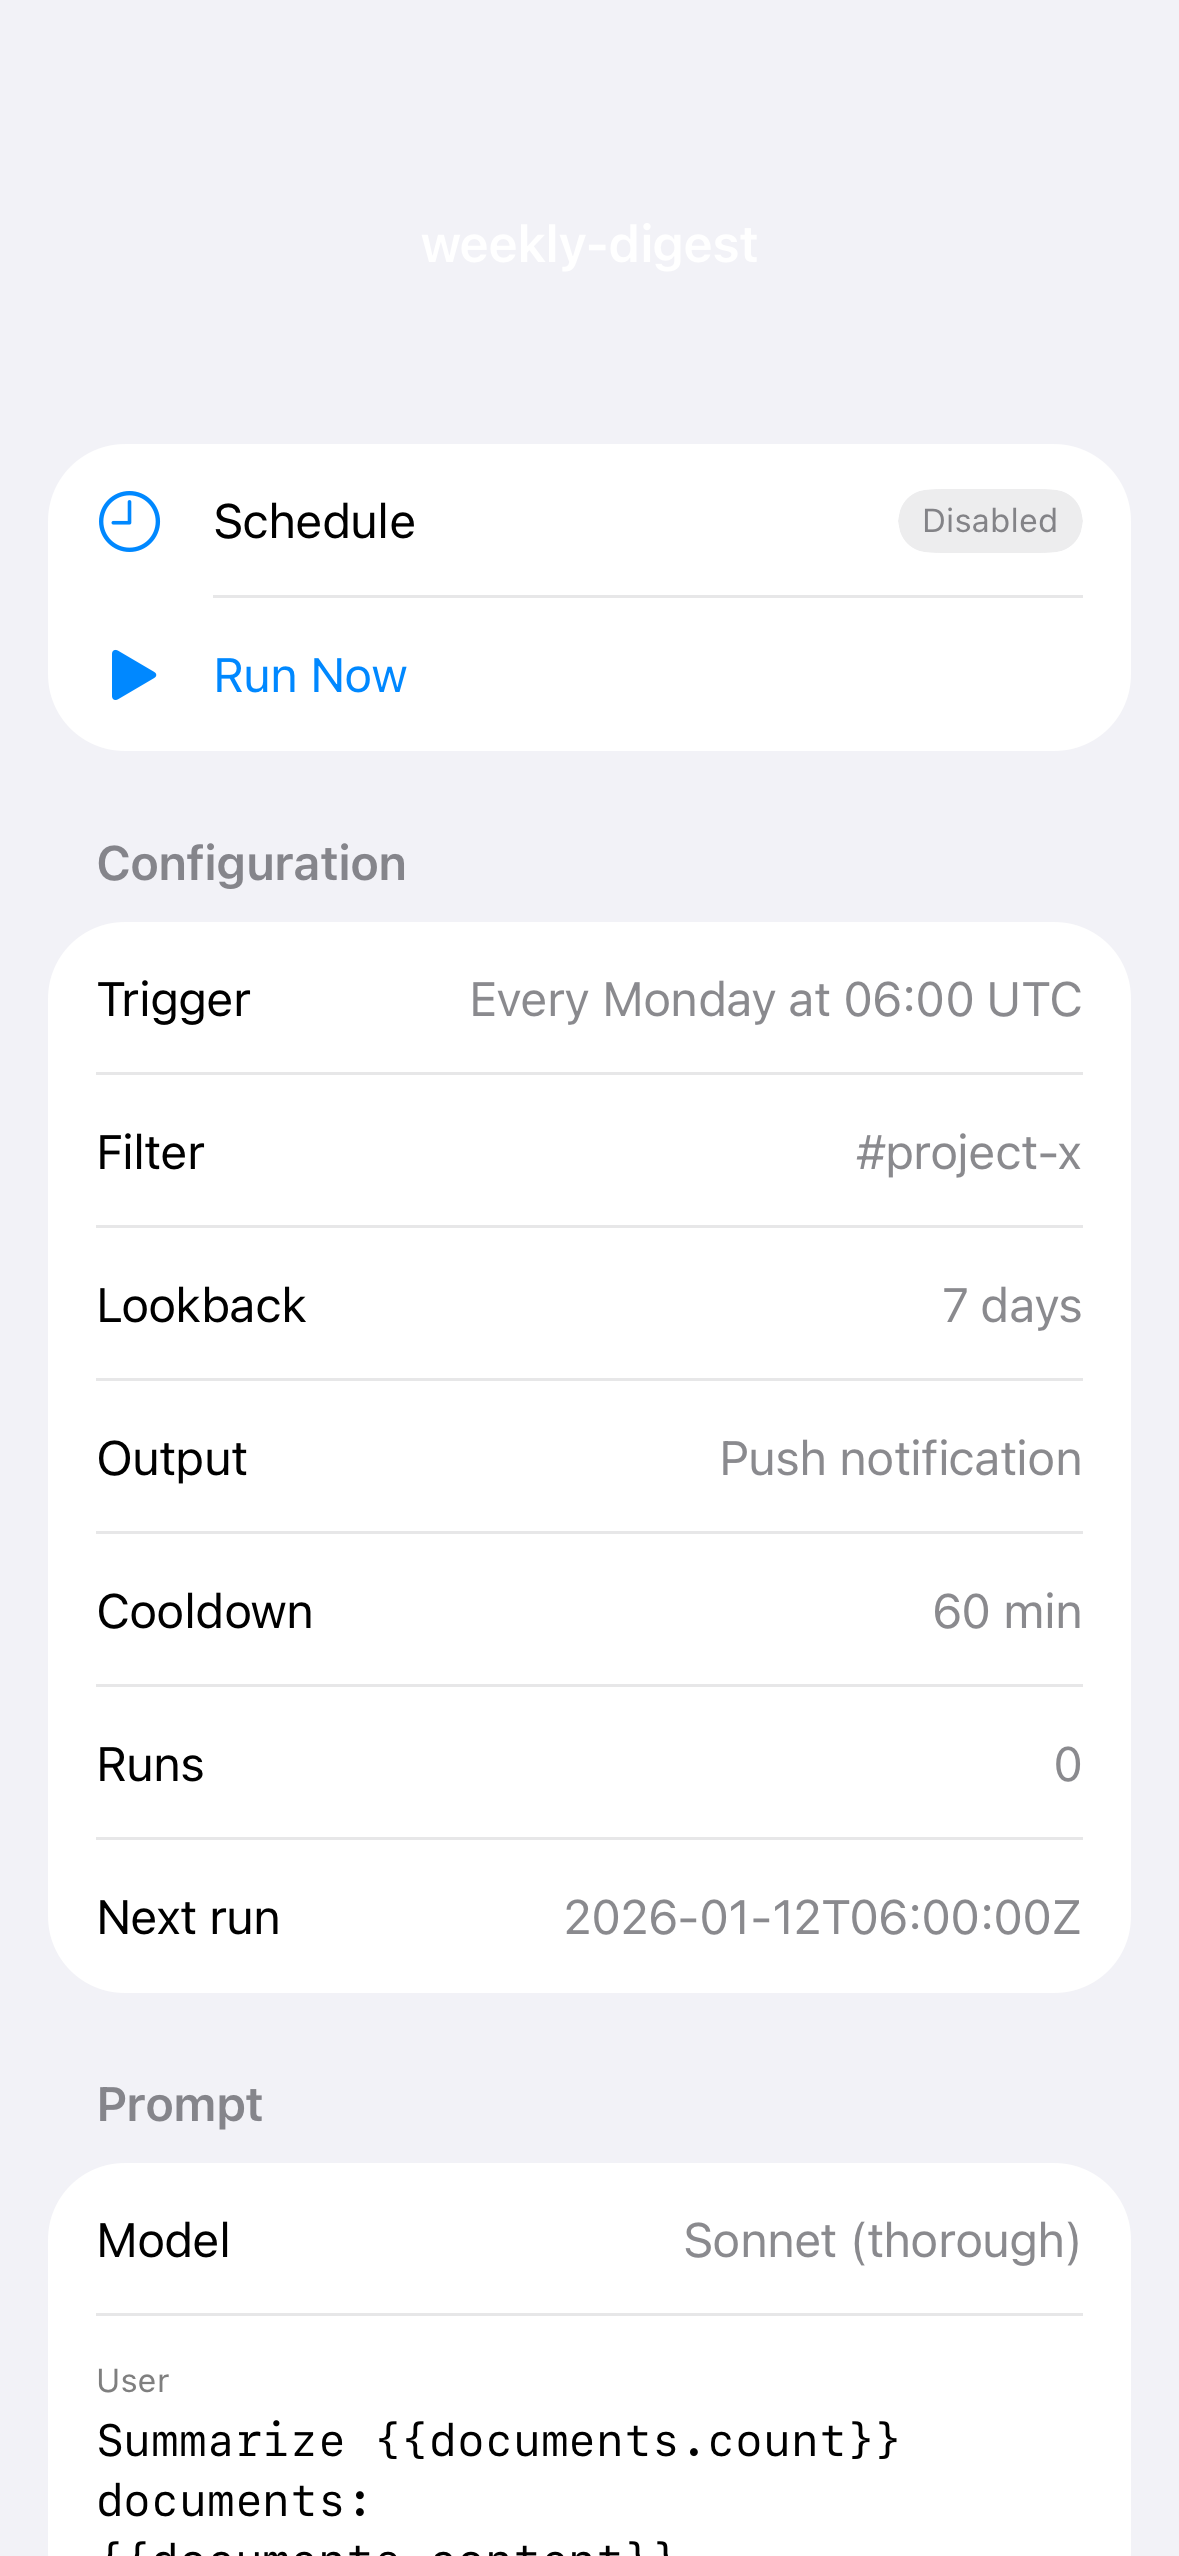 weekly-digest
Schedule
Disabled
Run Now
Configuration
Trigger
Every Monday at 06:00 UTC
Filter
#project-x
Lookback
7 days
Output
Push notification
Cooldown
60 min
Runs
0
Next run
2026-01-12T06:00:00Z
Prompt
Model
Sonnet (thorough)
User
Summarize {{documents.count}}
documents:
{{documents.content}}